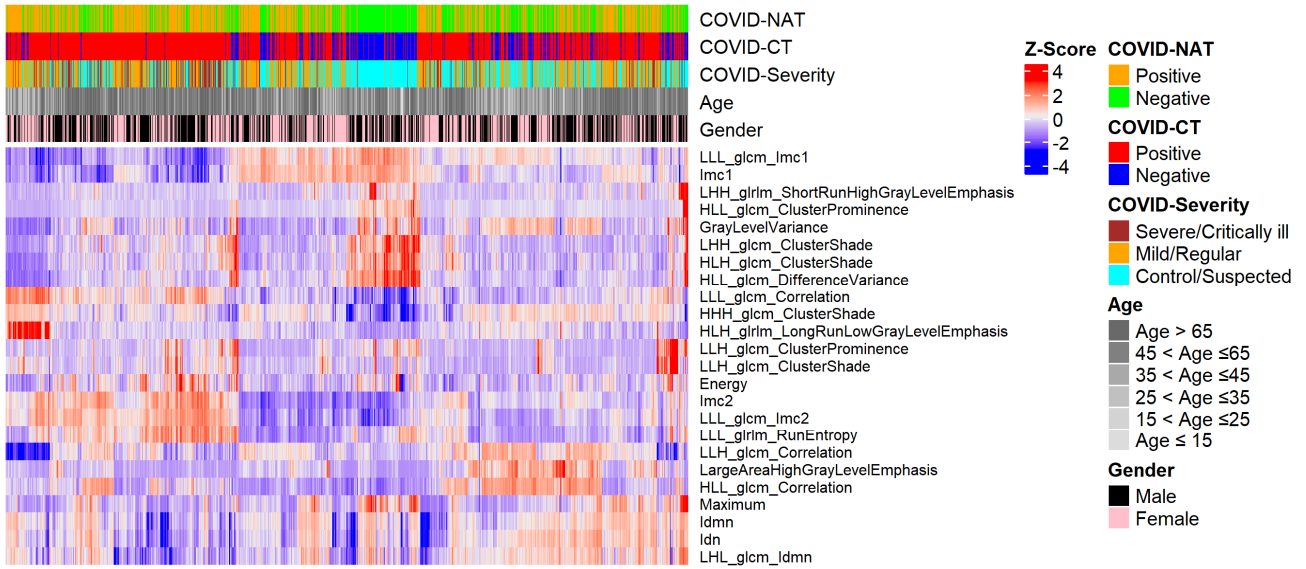 COVID-NAT
COVID-CT
COVID-Severity
Age
Gender
LLL_glcm_Imc1
Imc1
LHH_glrlm_ShortRunHighGrayLevelEmphasis
HLL_glcm_ClusterProminence
GrayLevelVariance
LHH_glcm_ClusterShade
HLH_glcm_ClusterShade
HLL_glcm_DifferenceVariance
LLL_glcm_Correlation
HHH_glcm_ClusterShade
HLH_glrlm_LongRunLowGrayLevelEmphasis
LLH_glcm_ClusterProminence
LLH_glcm_ClusterShade
Energy
Imc2
LLL_glcm_Imc2
LLL_glrlm_RunEntropy
LLH_glcm_Correlation
LargeAreaHighGrayLevelEmphasis
HLL_glcm_Correlation
Maximum
Idmn
Idn
LHL_glcm_Idmn
Z-Score
4
2
0
-2
-4
COVID-NAT
Positive
Negative
COVID-CT
Positive
Negative
COVID-Severity
Severe/Critically ill
Mild/Regular
Control/Suspected
Age
Age > 65
45 < Age ≤65
35 < Age ≤45
25 < Age ≤35
15 < Age ≤25
Age ≤ 15
Gender
Male
Female